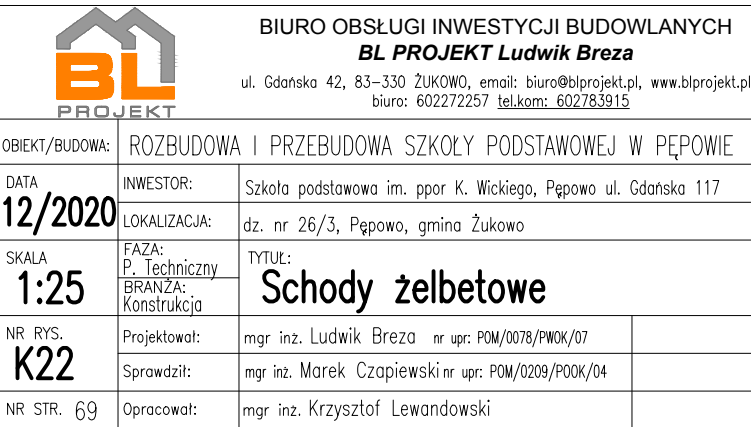 BL
PROJEKT
BIURO OBSŁUGI INWESTYCJI BUDOWLANYCH
BL PROJEKT Ludwik Breza
ul. Gdańska 42, 83-330 ŻUKOWO, email: biuro@blprojekt.pl, www.blprojekt.pl
biuro: 602272257 tel.kom: 602783915
OBIEKT/BUDOWA: ROZBUDOWA I PRZEBUDOWA SZKOŁY PODSTAWOWEJ W PĘPOWIE
DATA
12/2020
INWESTOR: Szkoła podstawowa im. ppor K. Wickiego, Pępowo ul. Gdańska 117
LOKALIZACJA: dz. nr 26/3, Pępowo, gmina Żukowo
SKALA
1:25
FAZA:
P. Techniczny
BRANŻA:
Konstrukcja
TYTUŁ:
Schody żelbetowe
NR RYS.
K22
Projektował: mgr inż. Ludwik Breza nr upr: POM/0078/PWOK/07
Sprawdził: mgr inż. Marek Czapiewski nr upr: POM/0209/POOK/04
NR STR. 69
Opracował: mgr inż. Krzysztof Lewandowski